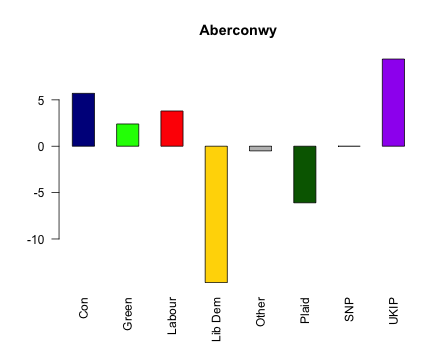 Aberconwy
5
0
-5
-10
Con
Green
Labour
Lib Dem
Other
Plaid
SNP
UKIP